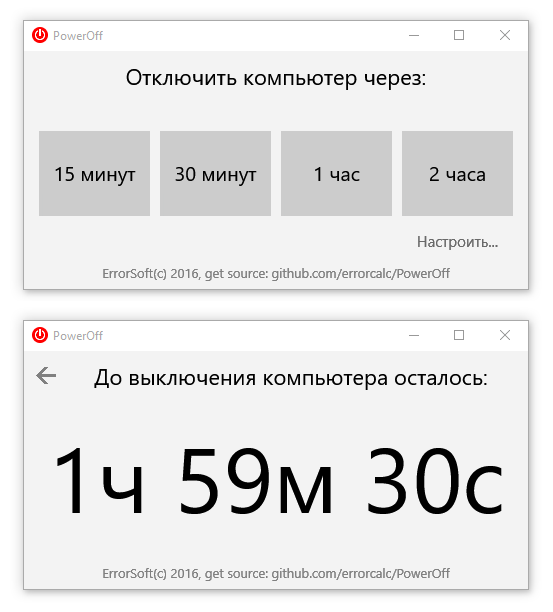 PowerOff
Отключить компьютер через:
15 минут 30 минут 1 час 2 часа
Настроить...
ErrorSoft(c) 2016, get source: github.com/errorcalc/PowerOff
PowerOff
До выключения компьютера осталось:
1ч 59м 30с
ErrorSoft(c) 2016, get source: github.com/errorcalc/PowerOff